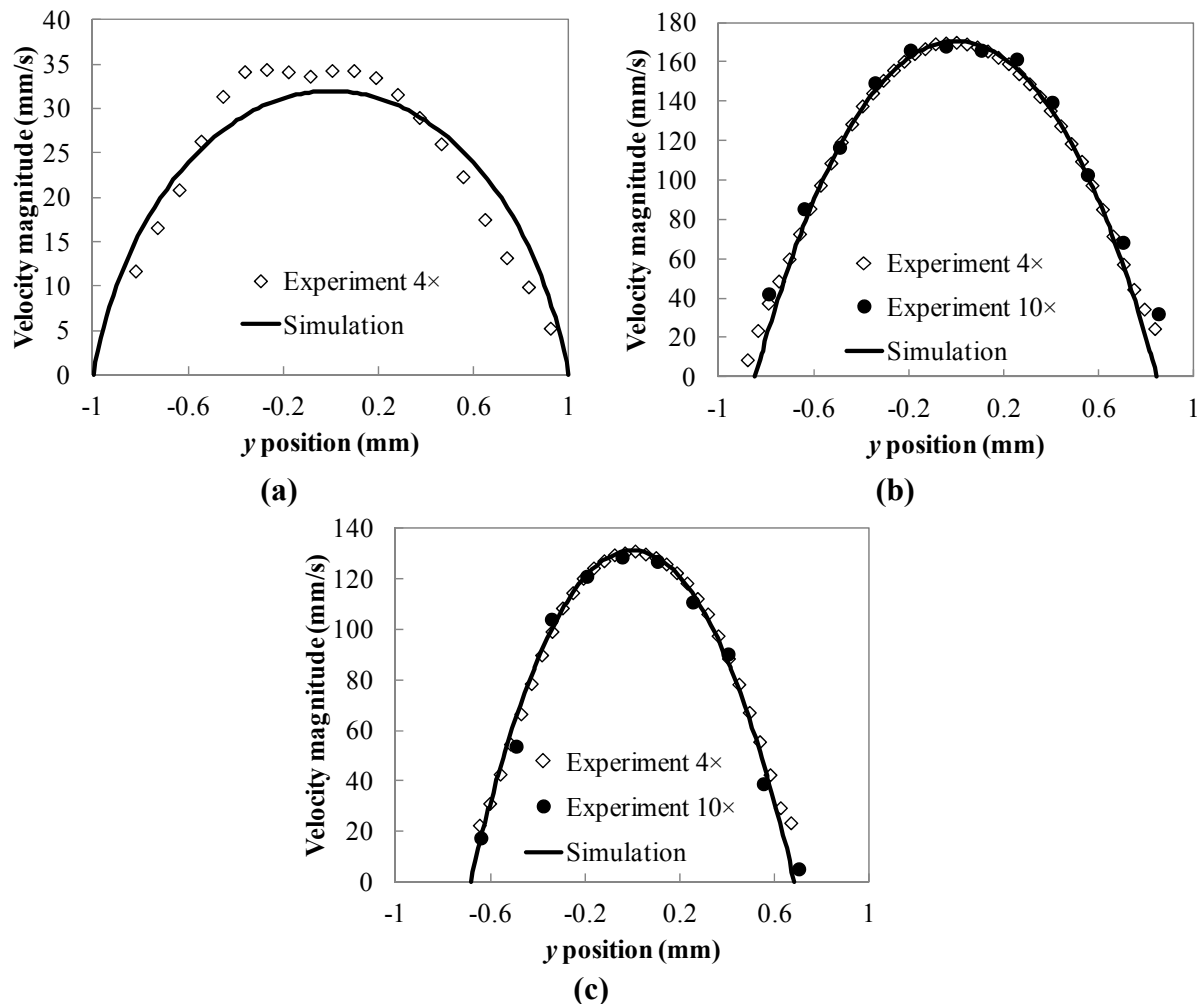 40
35
30
25
20
15
10
5
0
Velocity magnitude (mm/s)
Experiment 4×
Simulation
-1 -0.6 -0.2 0.2 0.6 1
y position (mm)
(a)
180
160
140
120
100
80
60
40
20
0
Velocity magnitude (mm/s)
Experiment 4×
Experiment 10×
Simulation
-1 -0.6 -0.2 0.2 0.6 1
y position (mm)
(b)
140
120
100
80
60
40
20
0
Velocity magnitude (mm/s)
Experiment 4×
Experiment 10×
Simulation
-1 -0.6 -0.2 0.2 0.6 1
y position (mm)
(c)